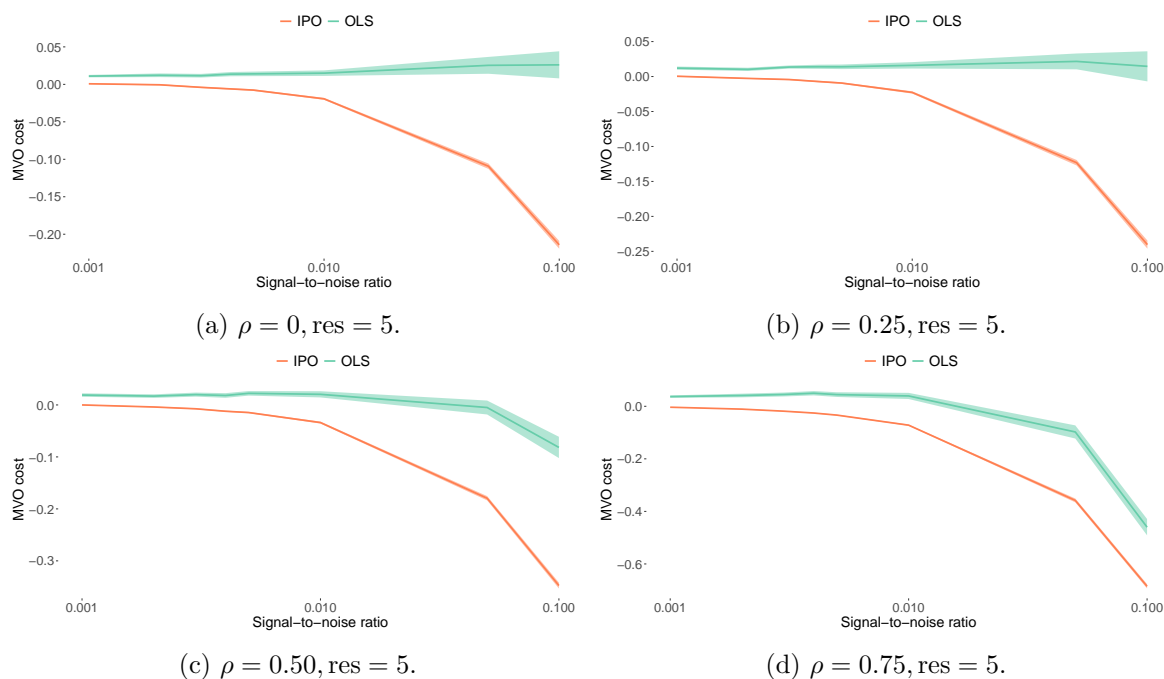 IPO OLS
0.05
0.00
−0.05
−0.10
−0.15
−0.20
MVO cost
0.001 0.010 0.100
Signal−to−noise ratio
(a) ρ = 0, res = 5.
IPO OLS
0.05
0.00
−0.05
−0.10
−0.15
−0.20
−0.25
MVO cost
0.001 0.010 0.100
Signal−to−noise ratio
(b) ρ = 0.25, res = 5.
IPO OLS
0.0
−0.1
−0.2
−0.3
MVO cost
0.001 0.010 0.100
Signal−to−noise ratio
(c) ρ = 0.50, res = 5.
IPO OLS
0.0
−0.2
−0.4
−0.6
MVO cost
0.001 0.010 0.100
Signal−to−noise ratio
(d) ρ = 0.75, res = 5.